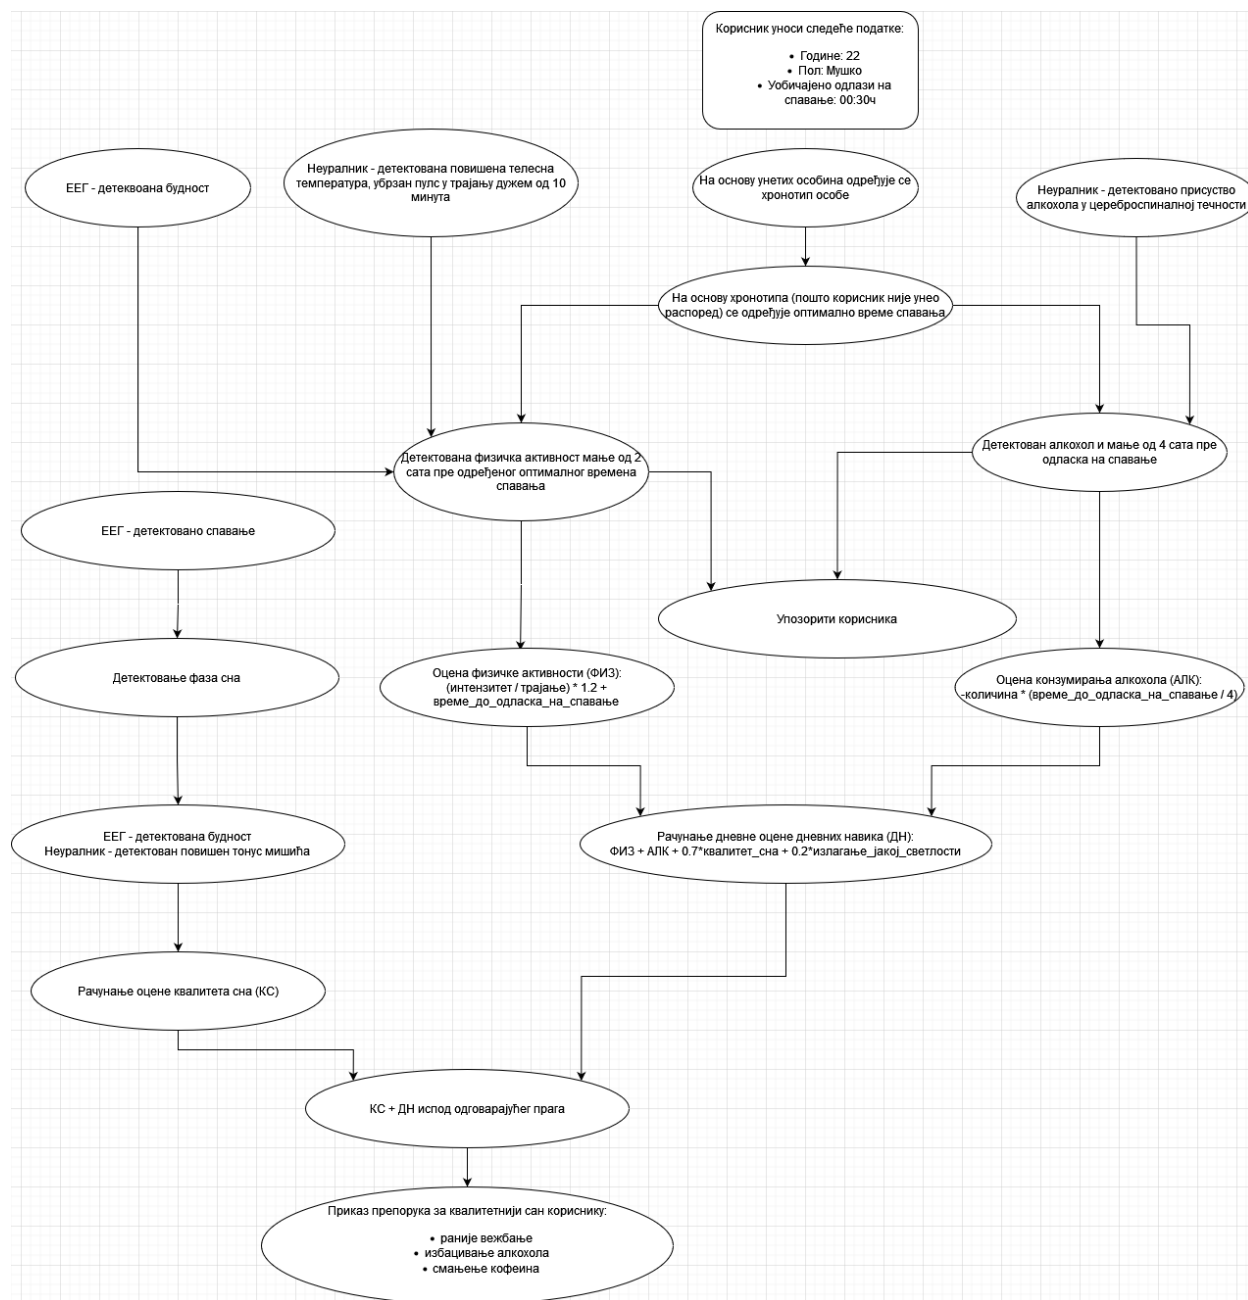 Корисник уноси следеће податке:
• Године: 22
• Пол: Мушко
• Уобичајено одлази на
спавање: 00:30ч
ЕЕГ - детеквоана будност
Неуралник - детектована повишена телесна
температура, убрзан пулс у трајању дужем од 10
минута
На основу унетих особина одређује се
хронотип особе
Неуралник - детектовано присуство
алкохола у цереброспиналној течности
На основу хронотипа (пошто корисник није унео
распоред) се одређује оптимално време спавања
Детектована физичка активност мање од 2
сата пре одређеног оптималног времена
спавања
Детектован алкохол и мање од 4 сата пре
одласка на спавање
ЕЕГ - детектовано спавање
Упозорити корисника
Детектовање фаза сна
Оцена физичке активности (ФИЗ):
(интензитет / трајање) * 1.2 +
време_до_одласка_на_спавање
Оцена конзумирања алкохола (АЛК):
-количина * (време_до_одласка_на_спавање / 4)
ЕЕГ - детектована будност
Неуралник - детектован повишен тонус мишића
Рачунање дневне оцене дневних навика (ДН):
ФИЗ + АЛК + 0.7*квалитет_сна + 0.2*излагање_јакој_светлости
Рачунање оцене квалитета сна (КС)
КС + ДН испод одговарајућег прага
Приказ препорука за квалитетнији сан кориснику:
• раније вежбање
• избацивање алкохола
• смањење кофеина